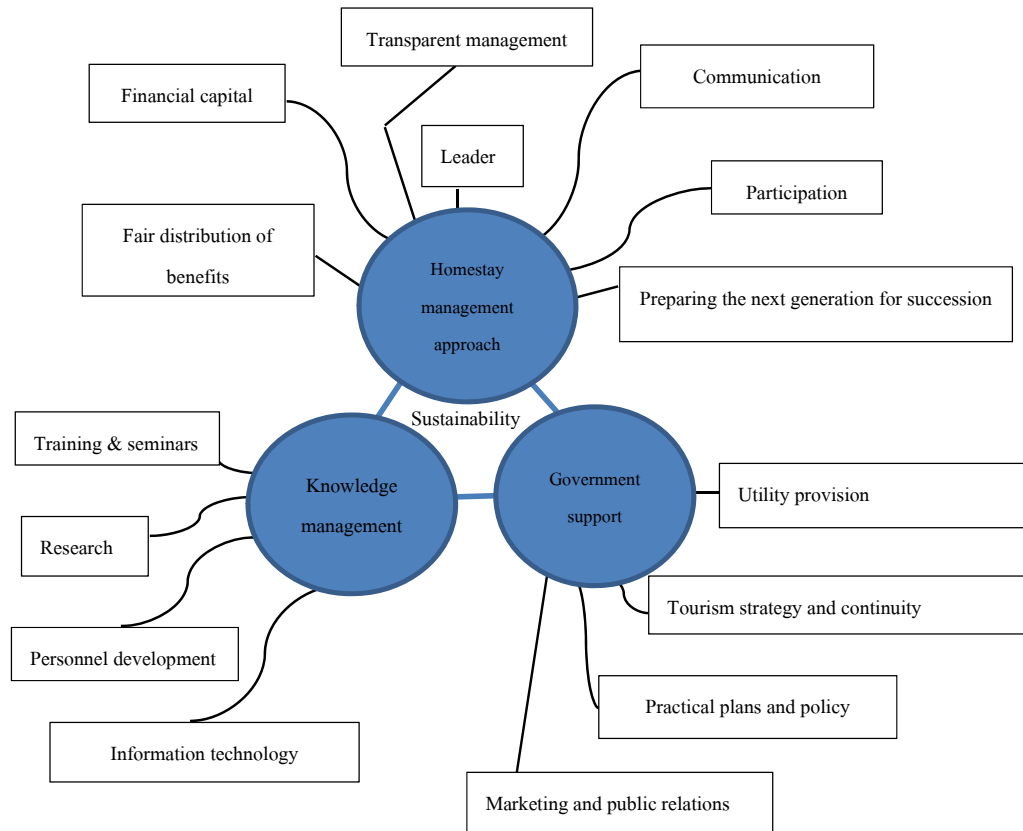 Transparent management
Communication
Financial capital
Leader
Participation
Fair distribution of
benefits
Homestay
management
approach
Preparing the next generation for succession
Sustainability
Training & seminars
Knowledge
management
Government
support
Utility provision
Research
Tourism strategy and continuity
Personnel development
Practical plans and policy
Information technology
Marketing and public relations